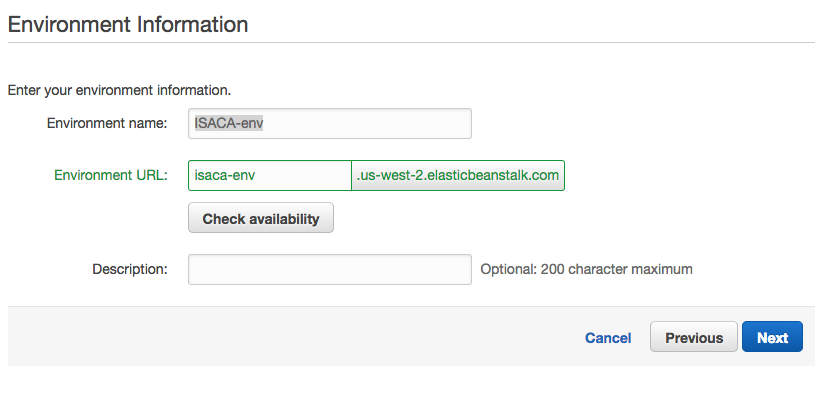 Environment Information
Enter your environment information.
Environment name: ISACA-env
Environment URL: isaca-env .us-west-2.elasticbeanstalk.com
Check availability
Description: Optional: 200 character maximum
Cancel Previous Next